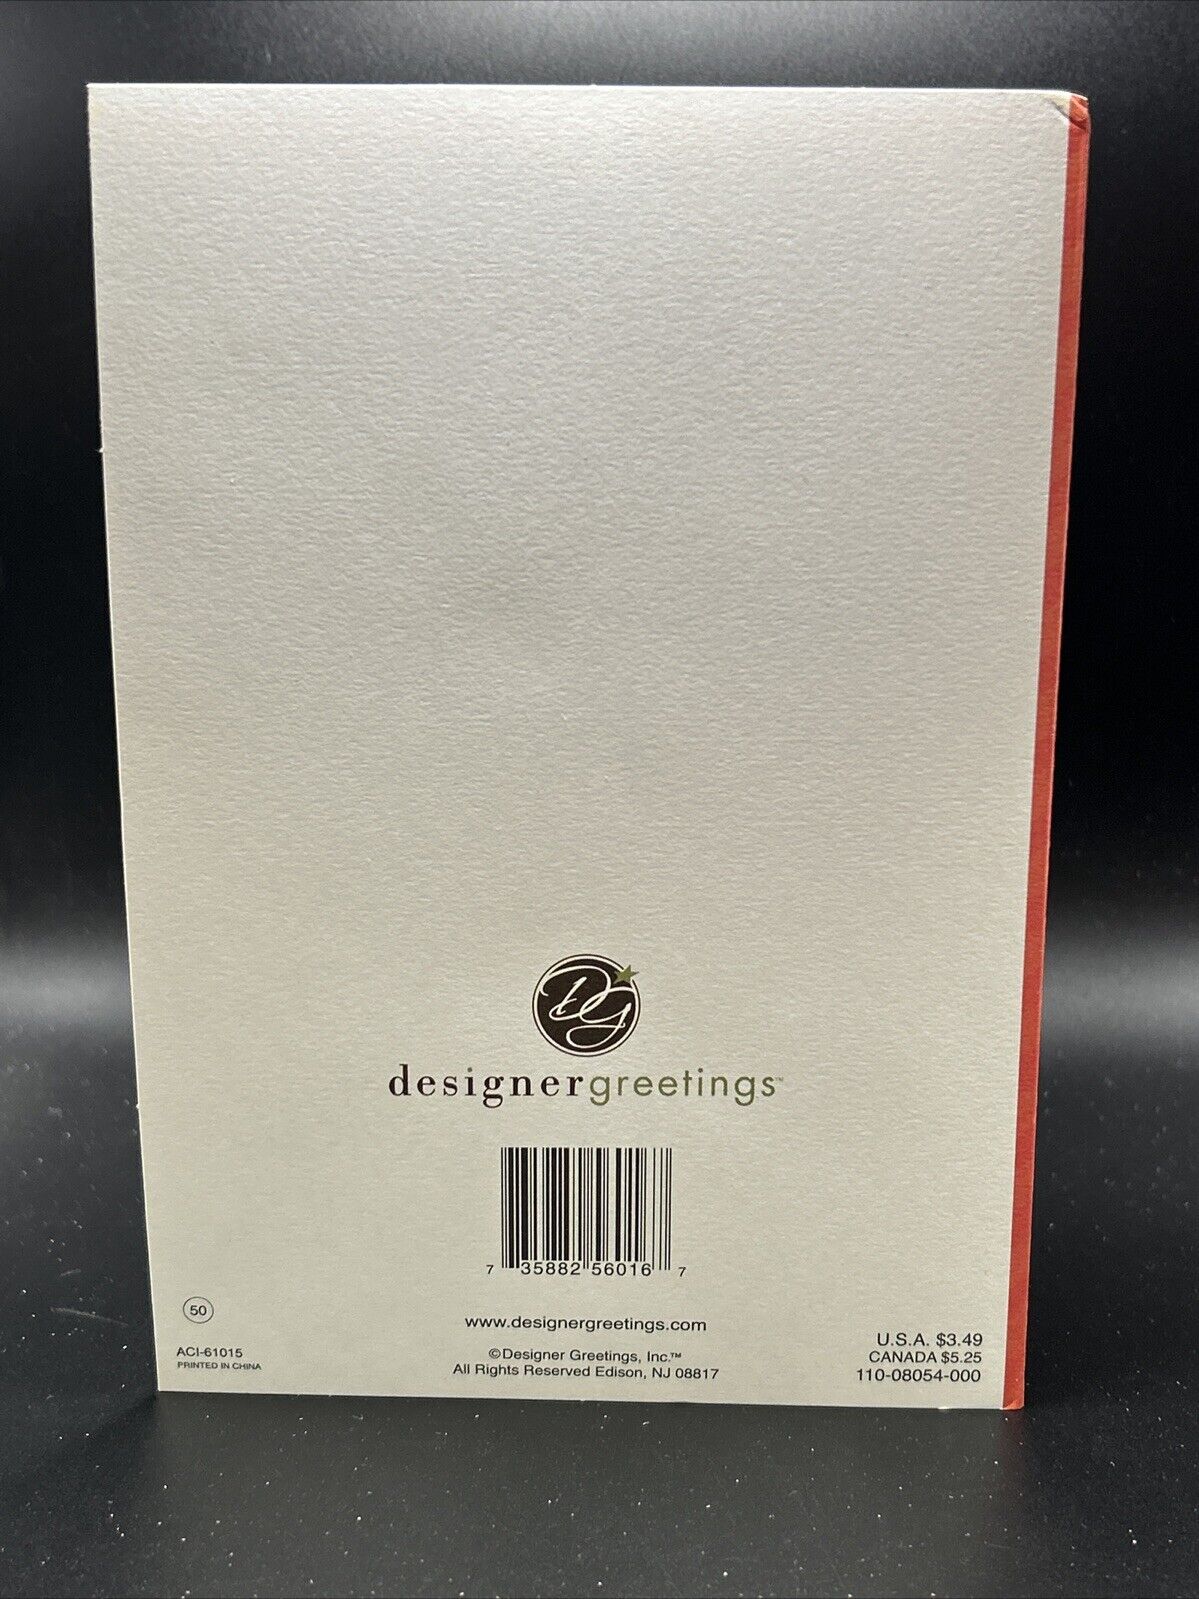 DG
designergreetings™
7 35882 56016 7
50
www.designergreetings.com
ACI-61015
PRINTED IN CHINA
©Designer Greetings, Inc.™
All Rights Reserved Edison, NJ 08817
U.S.A. $3.49
CANADA $5.25
110-08054-000